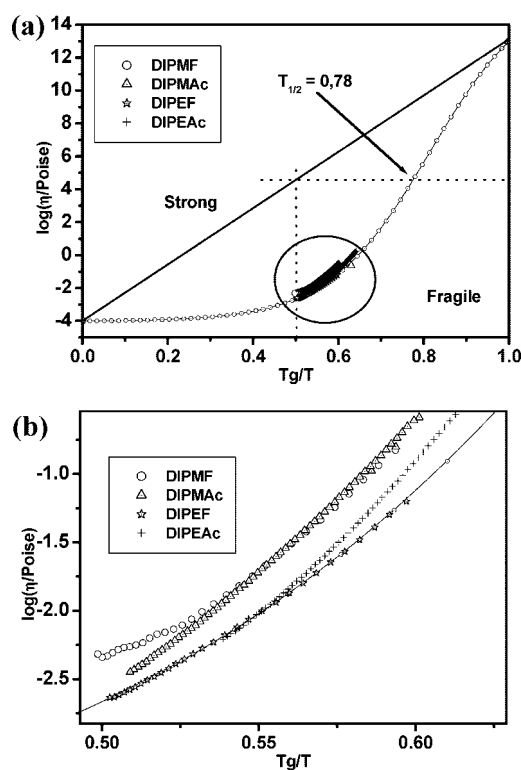 (a)
14
12
10
8
6
4
2
0
-2
-4
log(η/Poise)
DIPMF
DIPMAc
DIPEF
DIPEAc
T1/2 = 0,78
Strong
Fragile
0.0 0.2 0.4 0.6 0.8 1.0
Tg/T
(b)
-1.0
-1.5
-2.0
-2.5
log(η/Poise)
DIPMF
DIPMAc
DIPEF
DIPEAc
0.50 0.55 0.60
Tg/T